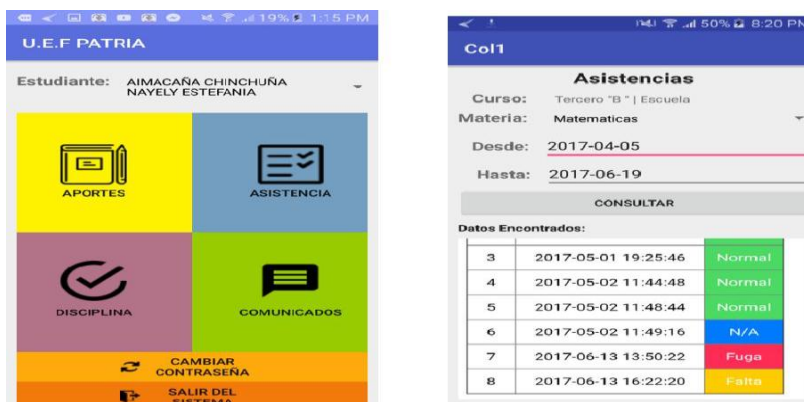 19% 1:15 PM
U.E.F PATRIA
Estudiante: AIMACAÑA CHINCHUÑA
NAYELY ESTEFANIA
APORTES
ASISTENCIA
DISCIPLINA
COMUNICADOS
CAMBIAR
CONTRASEÑA
SALIR DEL
SISTEMA
50% 8:20 PM
Col1
Asistencias
Curso: Tercero "B" | Escuela
Materia: Matematicas
Desde: 2017-04-05
Hasta: 2017-06-19
CONSULTAR
Datos Encontrados:
3 2017-05-01 19:25:46 Normal
4 2017-05-02 11:44:48 Normal
5 2017-05-02 11:48:44 Normal
6 2017-05-02 11:49:16 N/A
7 2017-06-13 13:50:22 Fuga
8 2017-06-13 16:22:20 Falta